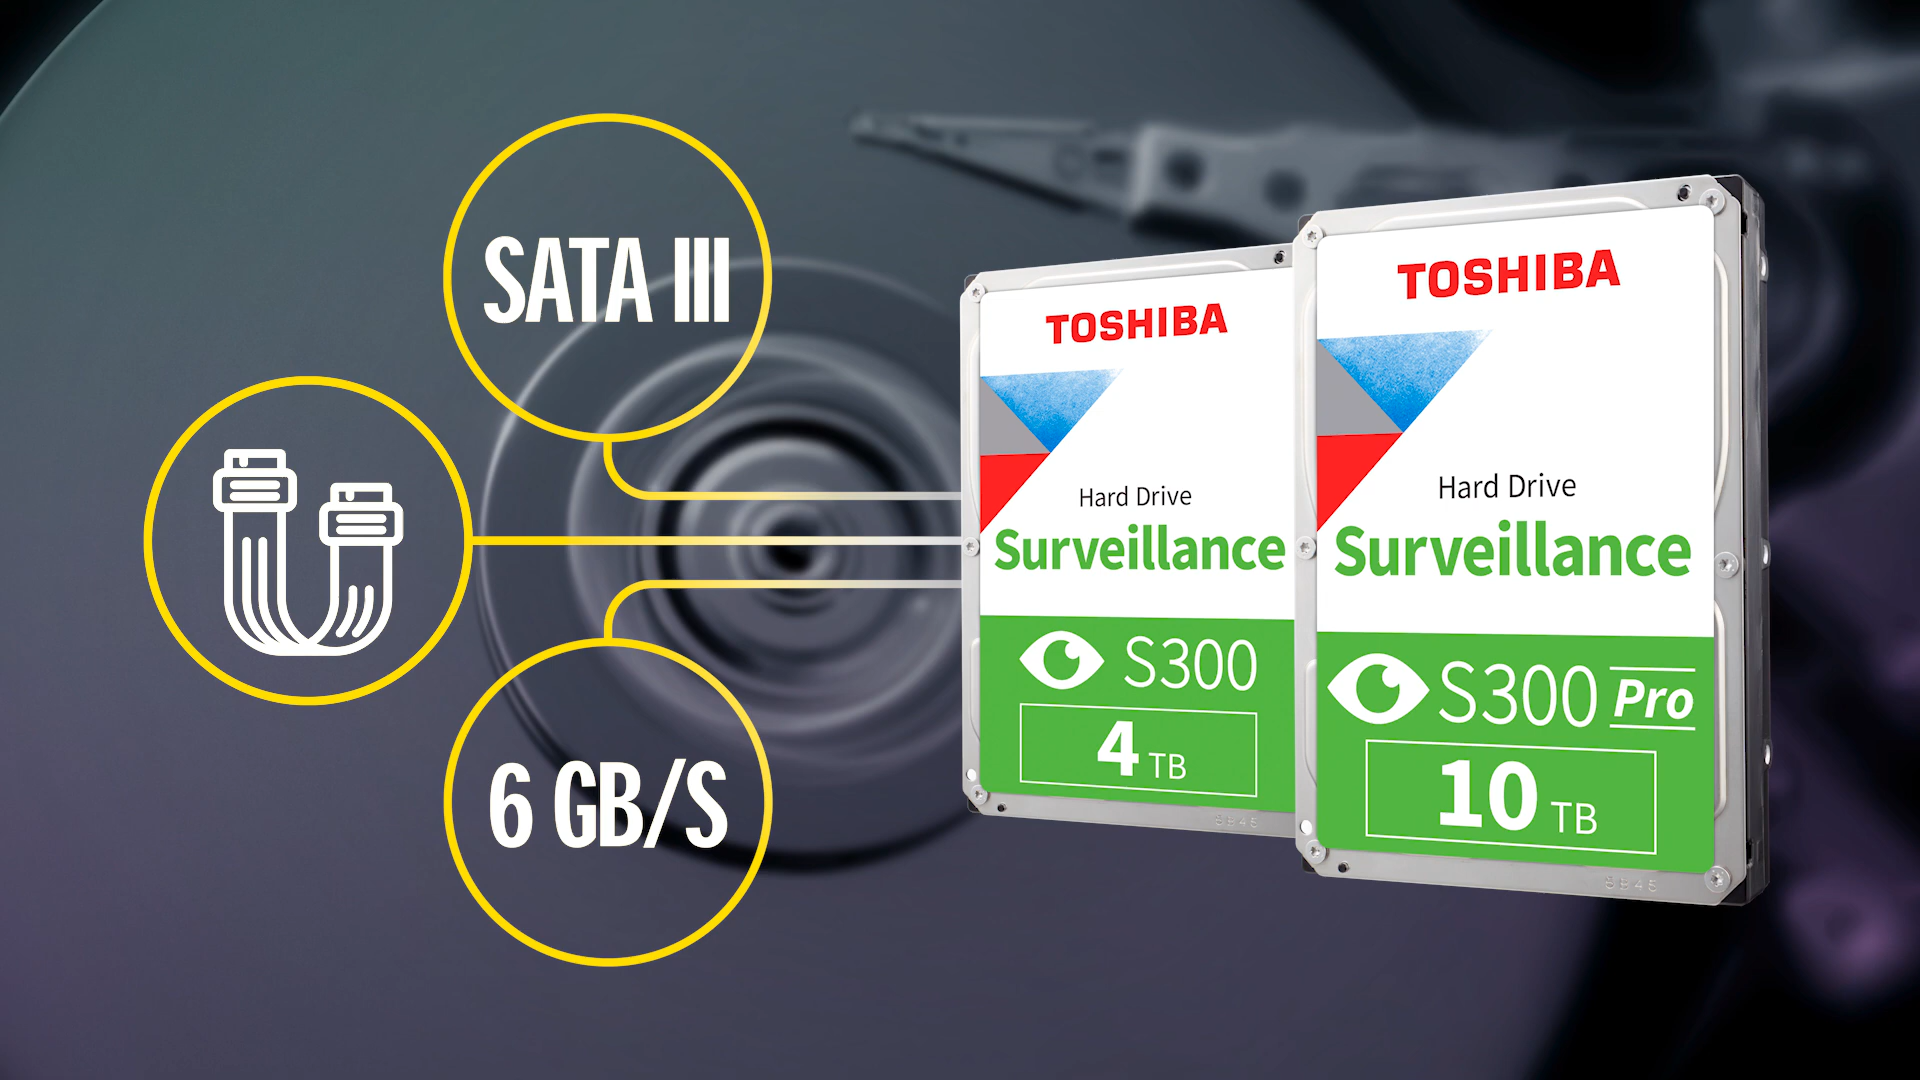 SATA III
6 GB/S
TOSHIBA
Hard Drive
Surveillance
S300
4 TB
TOSHIBA
Hard Drive
Surveillance
S300 Pro
10 TB